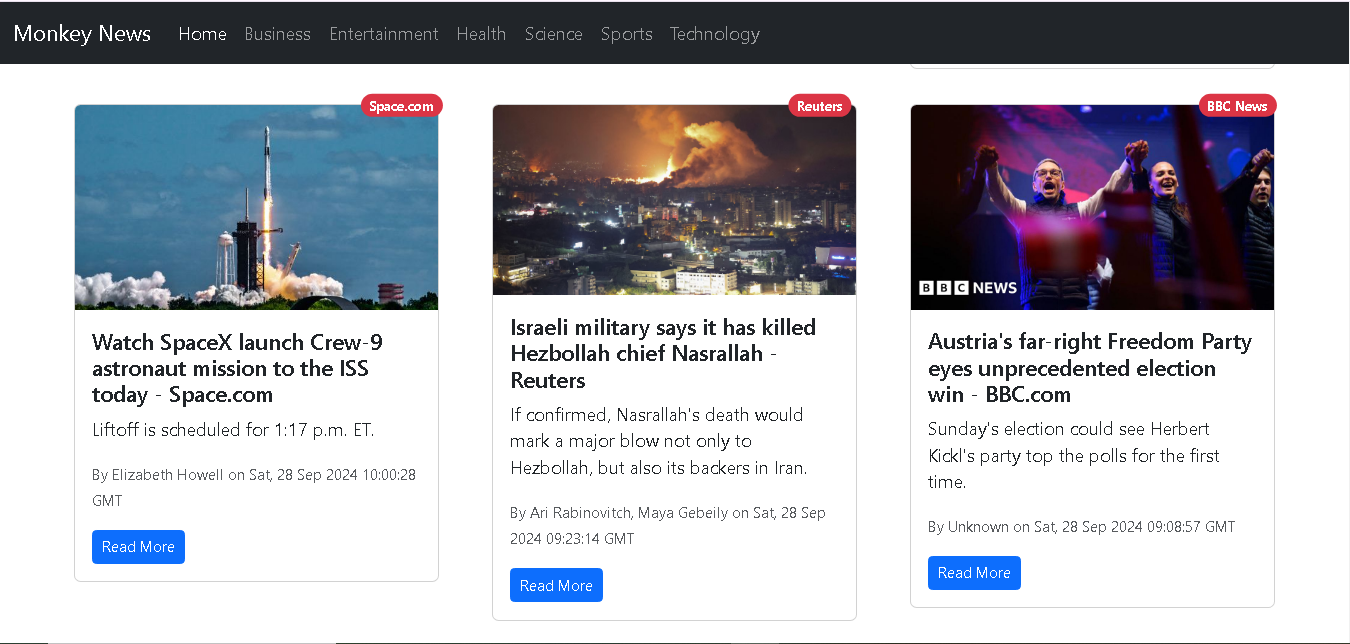 Monkey News Home Business Entertainment Health Science Sports Technology
Space.com
Watch SpaceX launch Crew-9
astronaut mission to the ISS
today - Space.com
Liftoff is scheduled for 1:17 p.m. ET.
By Elizabeth Howell on Sat, 28 Sep 2024 10:00:28
GMT
Read More
Reuters
Israeli military says it has killed
Hezbollah chief Nasrallah -
Reuters
If confirmed, Nasrallah's death would
mark a major blow not only to
Hezbollah, but also its backers in Iran.
By Ari Rabinovitch, Maya Gebeily on Sat, 28 Sep
2024 09:23:14 GMT
Read More
BBC News
BBC NEWS
Austria's far-right Freedom Party
eyes unprecedented election
win - BBC.com
Sunday's election could see Herbert
Kickl's party top the polls for the first
time.
By Unknown on Sat, 28 Sep 2024 09:08:57 GMT
Read More